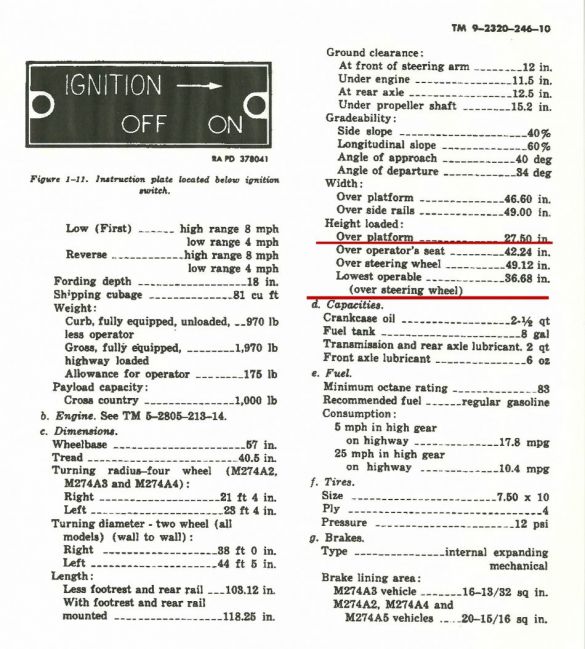 TM 9-2320-246-10
IGNITION
OFF ON
RA PD 378041
Figure 1-11. Instruction plate located below ignition
switch.
Low (First) ------ high range 8 mph
low range 4 mph
Reverse ----------high range 8 mph
low range 4 mph
Fording depth ------------------18 in.
Shipping cubage --------------81 cu ft
Weight:
Curb, fully equipped, unloaded, --970 lb
less operator
Gross, fully equipped, -------1,970 lb
highway loaded
Allowance for operator --------175 lb
Payload capacity:
Cross country ---------------1,000 lb
b. Engine. See TM 5-2805-213-14.
c. Dimensions.
Wheelbase --------------------57 in.
Tread ----------------------40.5 in.
Turning radius-four wheel (M274A2,
M274A3 and M274A4):
Right --------------------21 ft 4 in.
Left ---------------------23 ft 4 in.
Turning diameter - two wheel (all
models) (wall to wall):
Right --------------------38 ft 0 in.
Left ---------------------44 ft 5 in.
Length:
Less footrest and rear rail ---103.12 in.
With footrest and rear rail
mounted -----------------118.25 in.
Ground clearance:
At front of steering arm -------12 in.
Under engine ----------------11.5 in.
At rear axle -----------------12.5 in.
Under propeller shaft --------15.2 in.
Gradeability:
Side slope --------------------40%
Longitudinal slope -------------60%
Angle of approach -----------40 deg
Angle of departure -----------34 deg
Width:
Over platform ---------------46.60 in.
Over side rails ---------------49.00 in.
Height loaded:
Over platform ---------------27.50 in.
Over operator's seat ---------42.24 in.
Over steering wheel ----------49.12 in.
Lowest operable -------------36.68 in.
(over steering wheel)
d. Capacities.
Crankcase oil ----------------2-½ qt
Fuel tank ----------------------8 gal
Transmission and rear axle lubricant. 2 qt
Front axle lubricant -------------6 oz
e. Fuel.
Minimum octane rating -----------83
Recommended fuel ------regular gasoline
Consumption:
5 mph in high gear
on highway --------------17.8 mpg
25 mph in high gear
on highway --------------10.4 mpg
f. Tires.
Size ----------------------7.50 x 10
Ply ---------------------------4
Pressure ----------------------12 psi
g. Brakes.
Type --------------internal expanding
mechanical
Brake lining area:
M274A3 vehicle ------16-13/32 sq in.
M274A2, M274A4 and
M274A5 vehicles -----20-15/16 sq in.